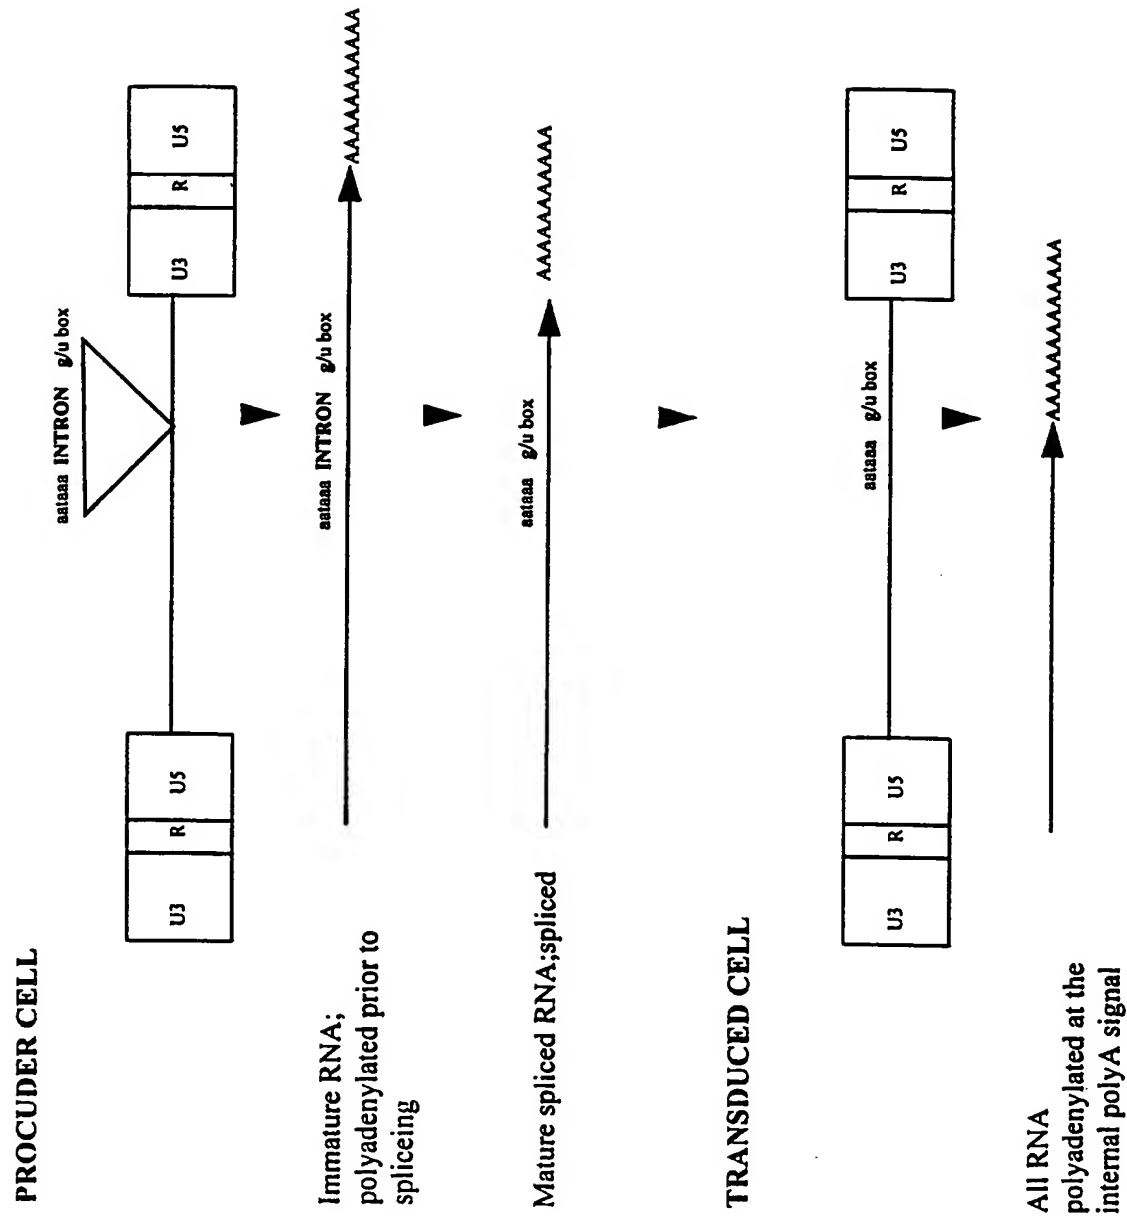 PROCUDER CELL
aataaa INTRON g/u box
U3 R U5 U3 R U5
Immature RNA;
polyadenylated prior to
spliceing
aataaa INTRON g/u box
AAAAAAAAAAA
Mature spliced RNA;spliced
aataaa g/u box
AAAAAAAAAAA
TRANSDUCED CELL
aataaa g/u box
U3 R U5 U3 R U5
All RNA
polyadenylated at the
internal polyA signal
AAAAAAAAAAAAA